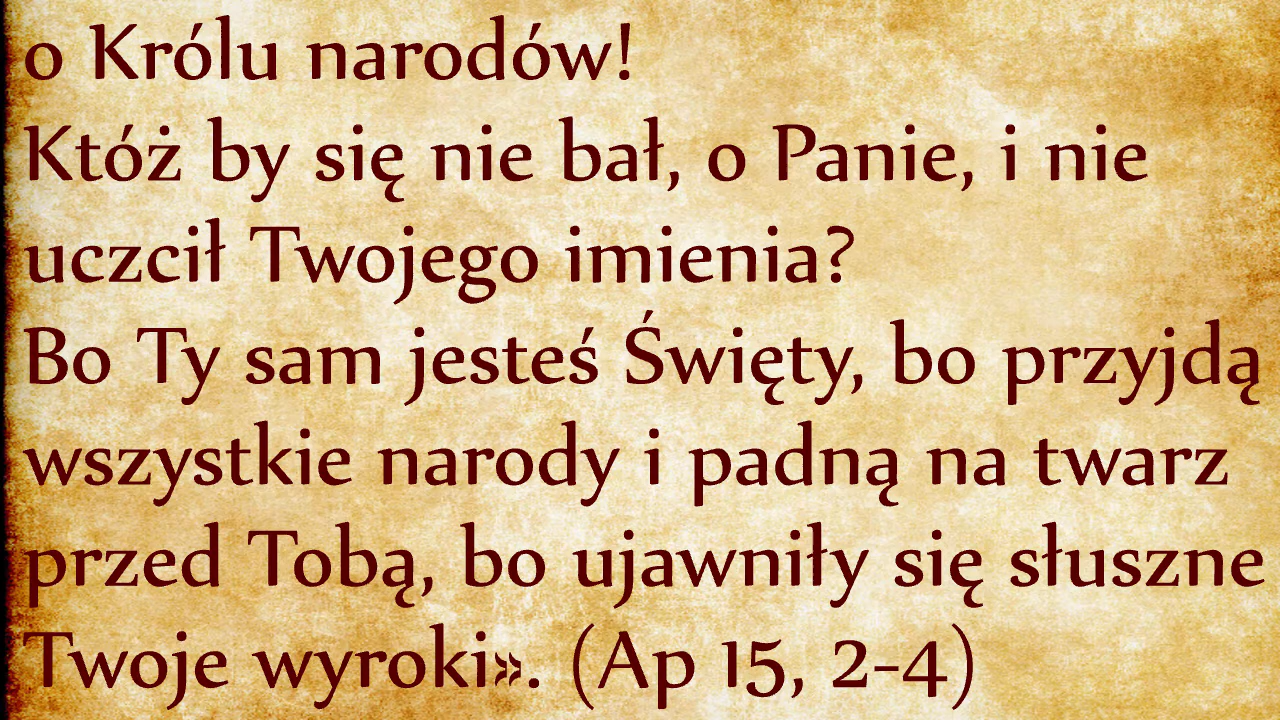 o Królu narodów!
Któż by się nie bał, o Panie, i nie
uczcił Twojego imienia?
Bo Ty sam jesteś Święty, bo przyjdą
wszystkie narody i padną na twarz
przed Tobą, bo ujawniły się słuszne
Twoje wyroki». (Ap 15, 2-4)